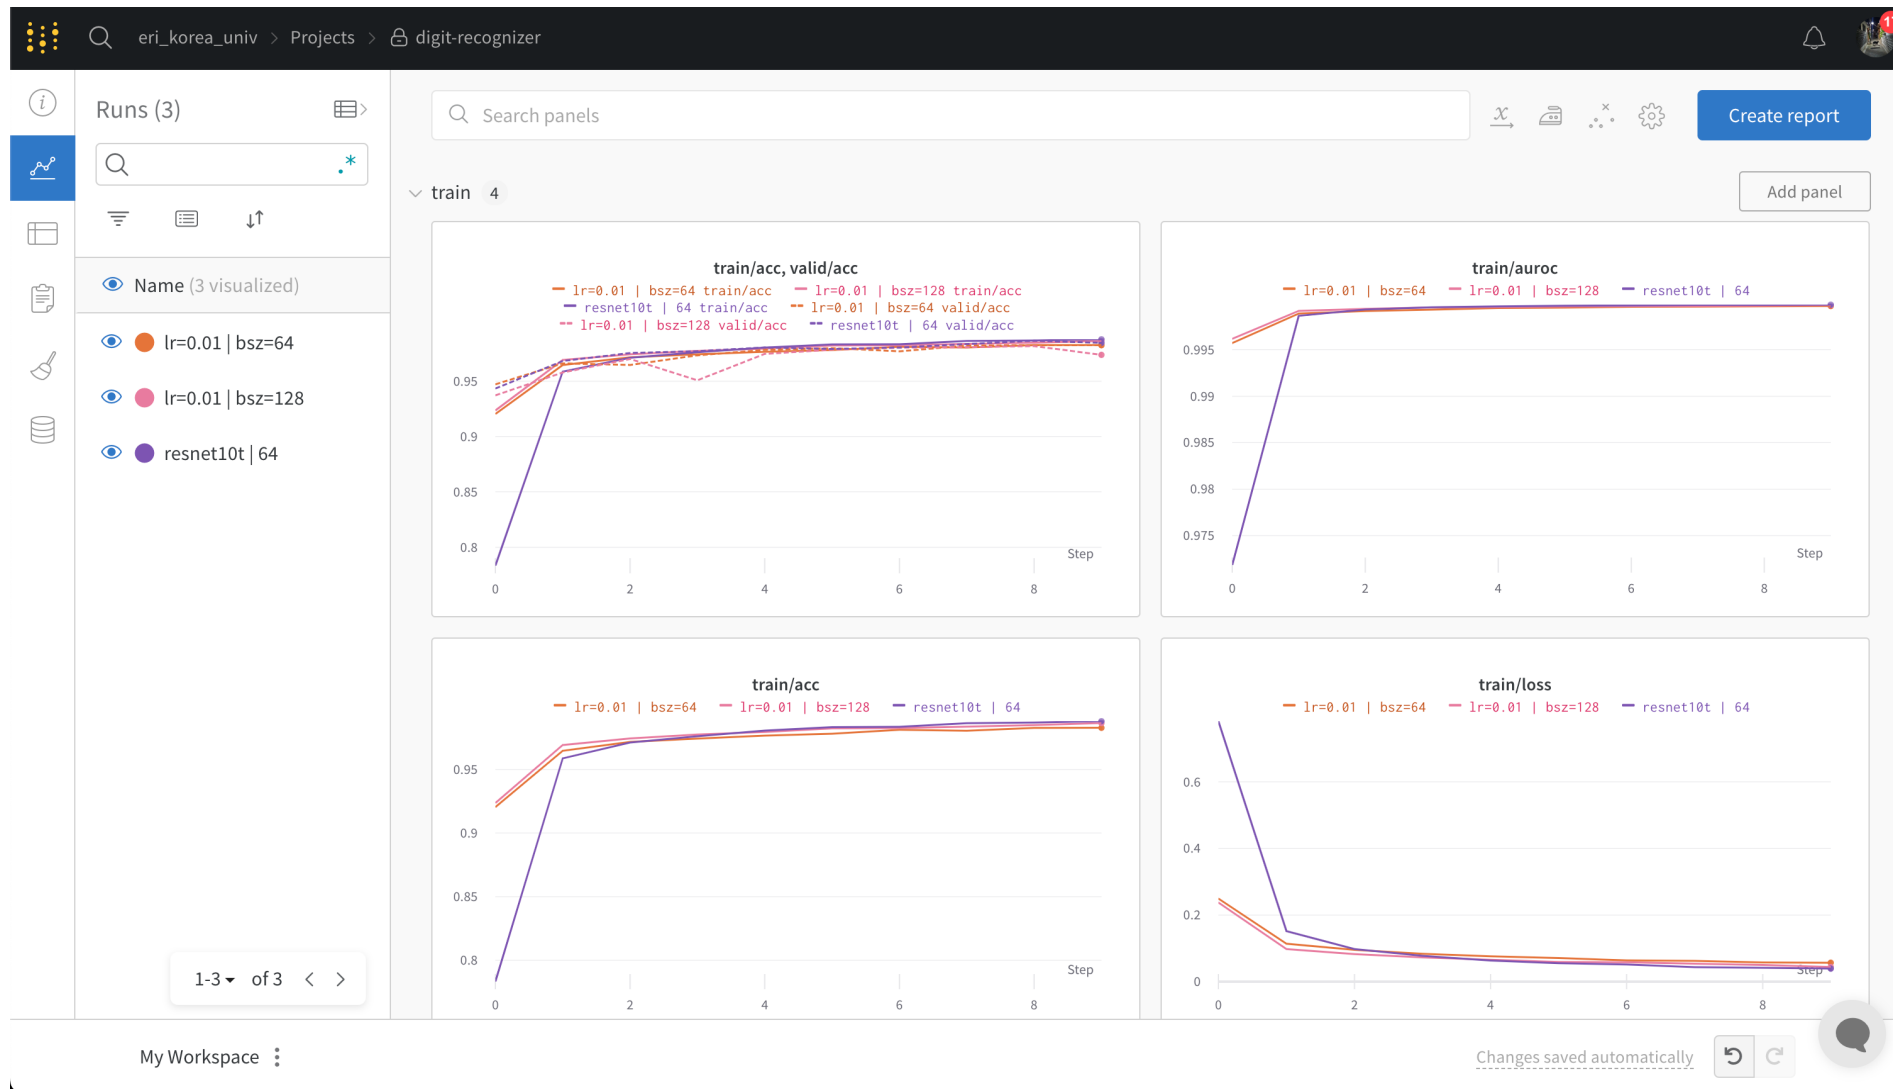 eri_korea_univ > Projects > digit-recognizer
Runs (3)
.*
Name (3 visualized)
lr=0.01 | bsz=64
lr=0.01 | bsz=128
resnet10t | 64
1-3 of 3
Search panels
Create report
train 4
Add panel
train/acc, valid/acc
lr=0.01 | bsz=64 train/acc lr=0.01 | bsz=128 train/acc
resnet10t | 64 train/acc lr=0.01 | bsz=64 valid/acc
lr=0.01 | bsz=128 valid/acc resnet10t | 64 valid/acc
0.95
0.9
0.85
0.8
Step
0 2 4 6 8
train/auroc
lr=0.01 | bsz=64 lr=0.01 | bsz=128 resnet10t | 64
0.995
0.99
0.985
0.98
0.975
Step
0 2 4 6 8
train/acc
lr=0.01 | bsz=64 lr=0.01 | bsz=128 resnet10t | 64
0.95
0.9
0.85
0.8
Step
0 2 4 6 8
train/loss
lr=0.01 | bsz=64 lr=0.01 | bsz=128 resnet10t | 64
0.6
0.4
0.2
0
Step
0 2 4 6 8
My Workspace
Changes saved automatically